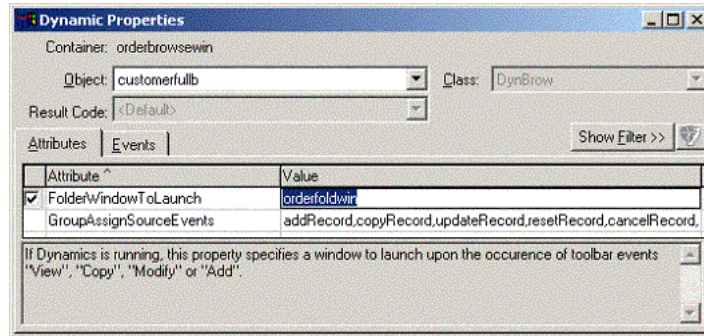 Dynamic Properties
Container: orderbrowsewin
Object: customerfullb Class: DynBrow
Result Code: <Default>
Attributes Events Show Filter >>
Attribute ^ Value
FolderWindowToLaunch orderfoldwin
GroupAssignSourceEvents addRecord,copyRecord,updateRecord,resetRecord,cancelRecord,
If Dynamics is running, this property specifies a window to launch upon the occurence of toolbar events
"View", "Copy", "Modify" or "Add".